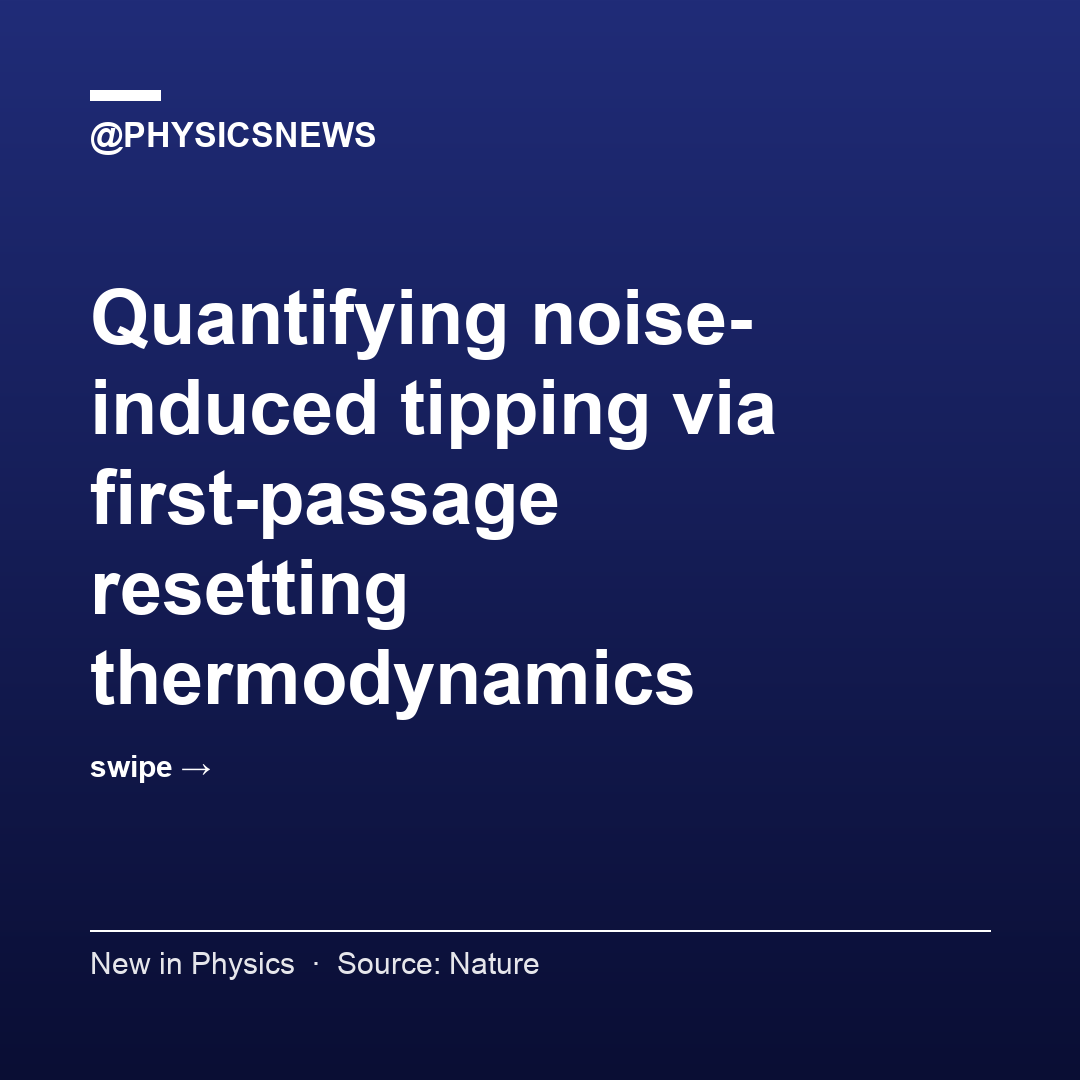 @PHYSICSNEWS
Quantifying noise-
induced tipping via
first-passage
resetting
thermodynamics
swipe →
New in Physics · Source: Nature